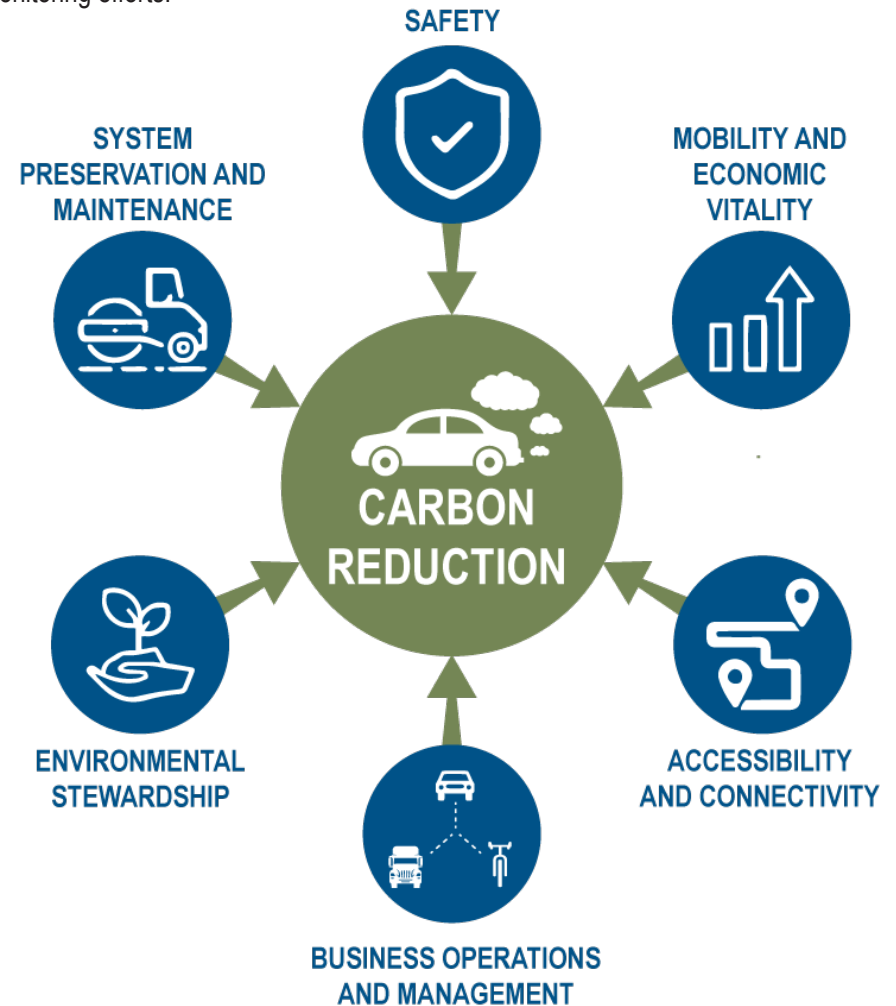 efforts.
SAFETY
SYSTEM
PRESERVATION AND
MAINTENANCE
MOBILITY AND
ECONOMIC
VITALITY
CARBON
REDUCTION
ENVIRONMENTAL
STEWARDSHIP
ACCESSIBILITY
AND CONNECTIVITY
BUSINESS OPERATIONS
AND MANAGEMENT